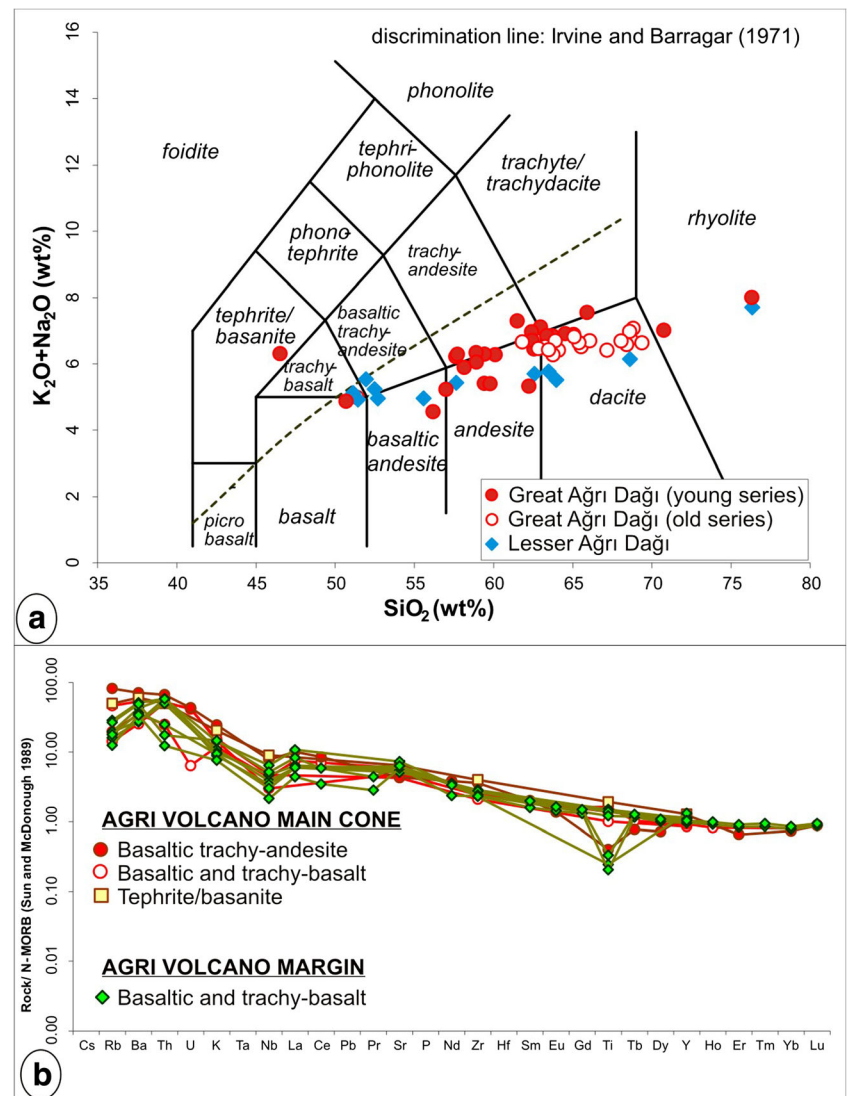 discrimination line: Irvine and Barragar (1971)
16
14
12
10
8
6
4
2
0
K2O+Na2O (wt%)
phonolite
foidite
tephri-
phonolite
trachyte/
trachydacite
rhyolite
phono-
tephrite
trachy-
andesite
tephrite/
basanite
basaltic
trachy-
andesite
trachy-
basalt
dacite
andesite
basaltic
andesite
basalt
picro
basalt
Great Ağrı Dağı (young series)
Great Ağrı Dağı (old series)
Lesser Ağrı Dağı
35 40 45 50 55 60 65 70 75 80
SiO2 (wt%)
a
100.00
10.00
1.00
0.10
0.01
0.00
Rock/ N-MORB (Sun and McDonough 1989)
AGRI VOLCANO MAIN CONE
Basaltic trachy-andesite
Basaltic and trachy-basalt
Tephrite/basanite
AGRI VOLCANO MARGIN
Basaltic and trachy-basalt
Cs Rb Ba Th U K Ta Nb La Ce Pb Pr Sr P Nd Zr Hf Sm Eu Gd Ti Tb Dy Y Ho Er Tm Yb Lu
b